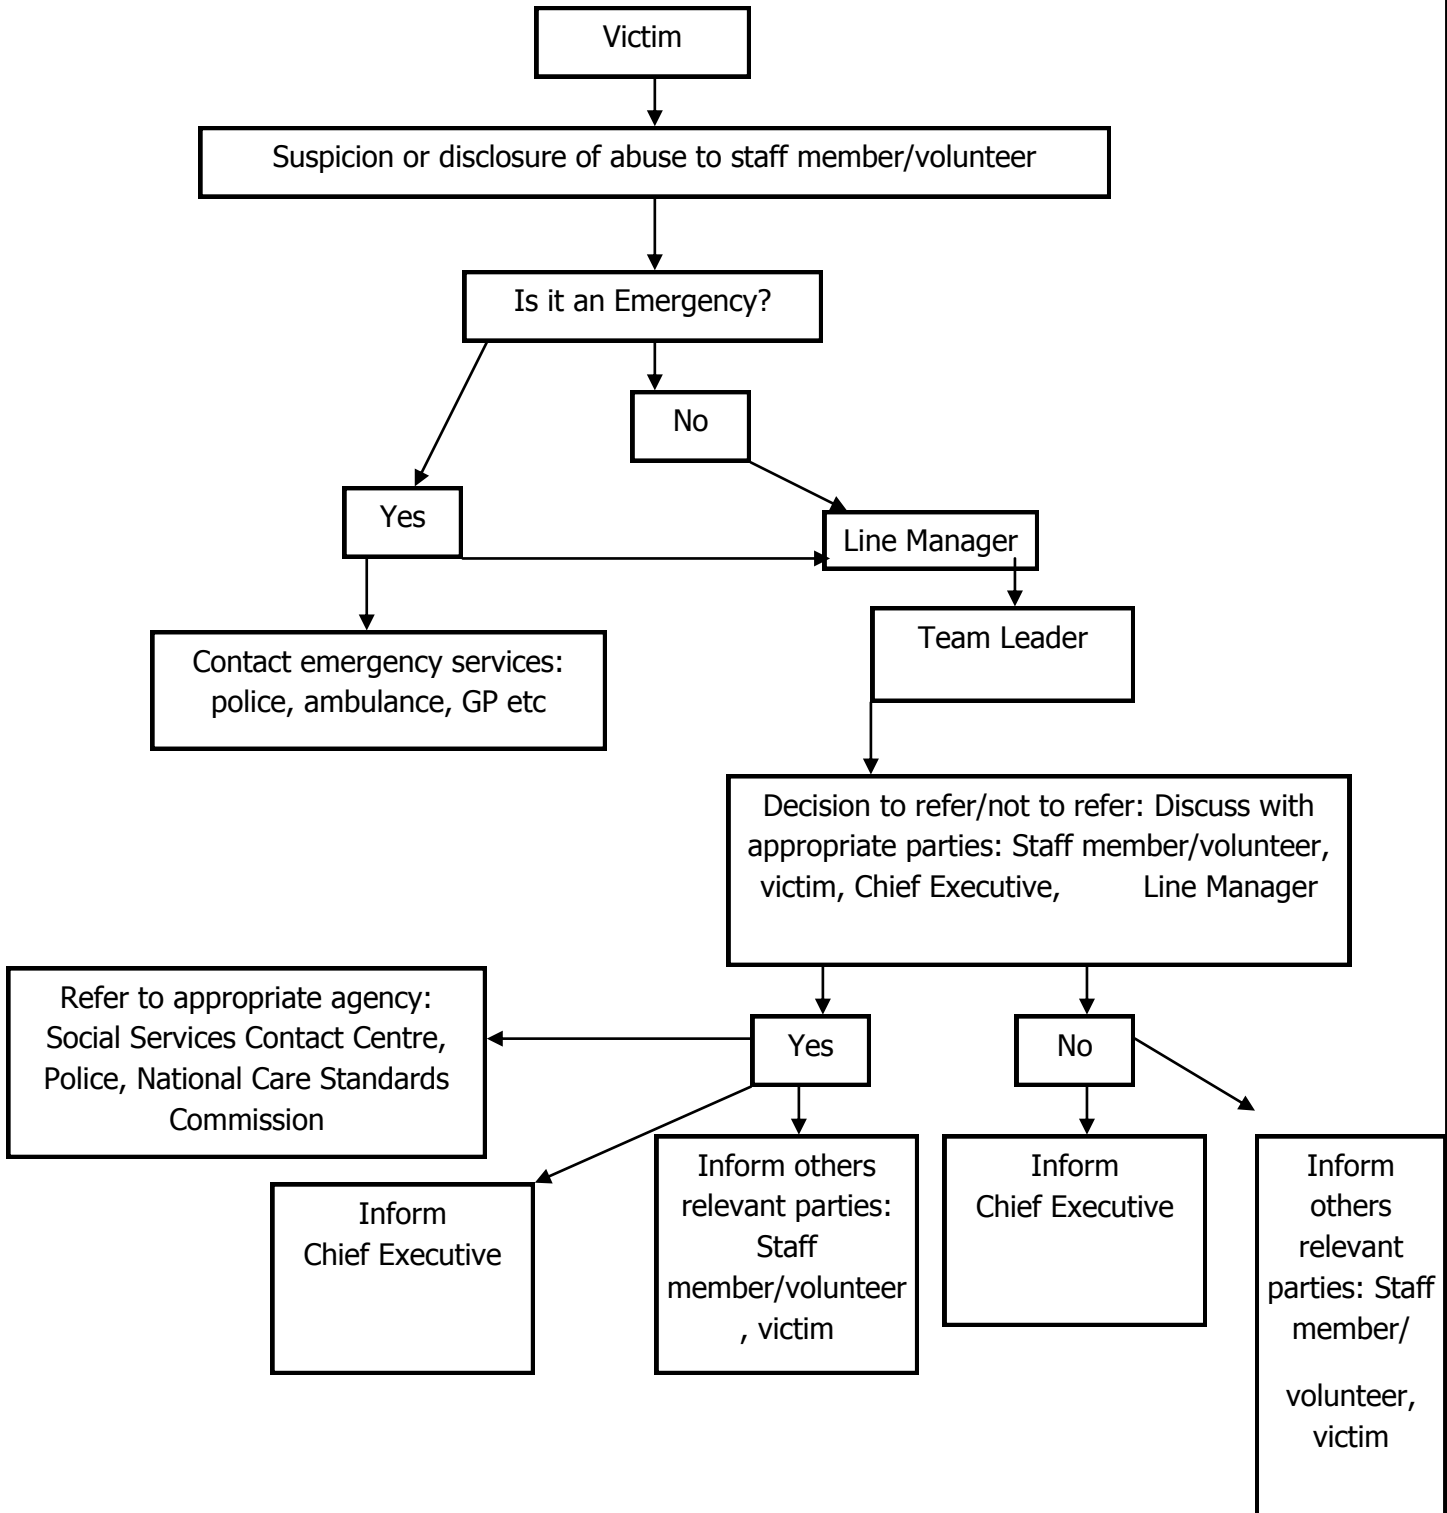 Victim
Suspicion or disclosure of abuse to staff member/volunteer
Is it an Emergency?
No
Yes
Line Manager
Team Leader
Contact emergency services:
police, ambulance, GP etc
Decision to refer/not to refer: Discuss with
appropriate parties: Staff member/volunteer,
victim, Chief Executive, Line Manager
Refer to appropriate agency:
Social Services Contact Centre,
Police, National Care Standards
Commission
Yes
No
Inform
Chief Executive
Inform others
relevant parties:
Staff
member/volunteer
, victim
Inform
Chief Executive
Inform
others
relevant
parties: Staff
member/
volunteer,
victim